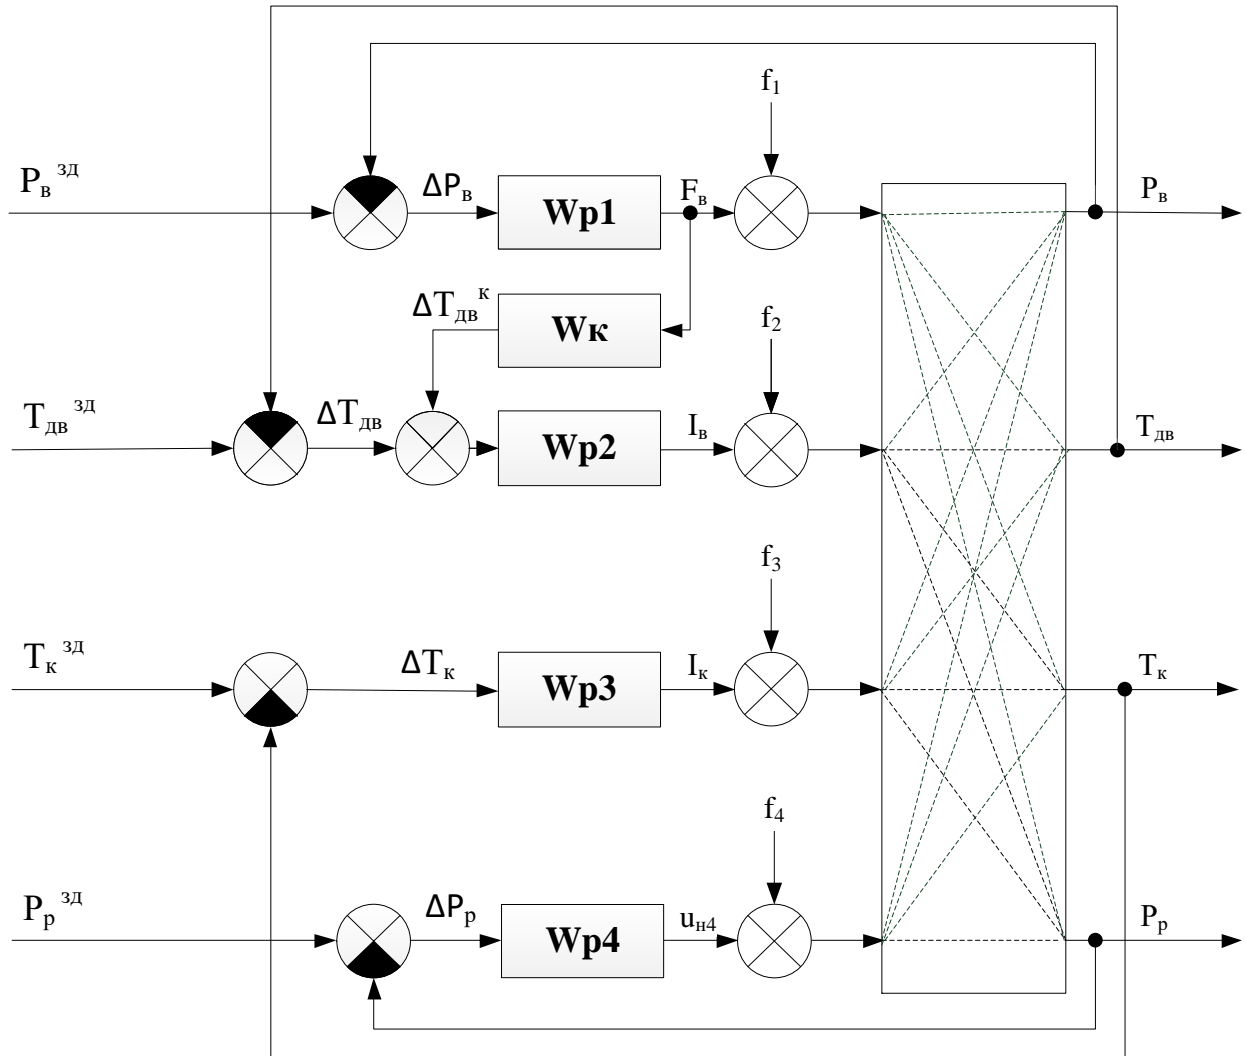 f₁
Pв зд
ΔPв
Wp1
Fв
Pв
ΔTдв к
Wк
f₂
Tдв зд
ΔTдв
Wp2
Iв
Tдв
f₃
Tк зд
ΔTк
Wp3
Iк
Tк
f₄
Pр зд
ΔPр
Wp4
uн4
Pр